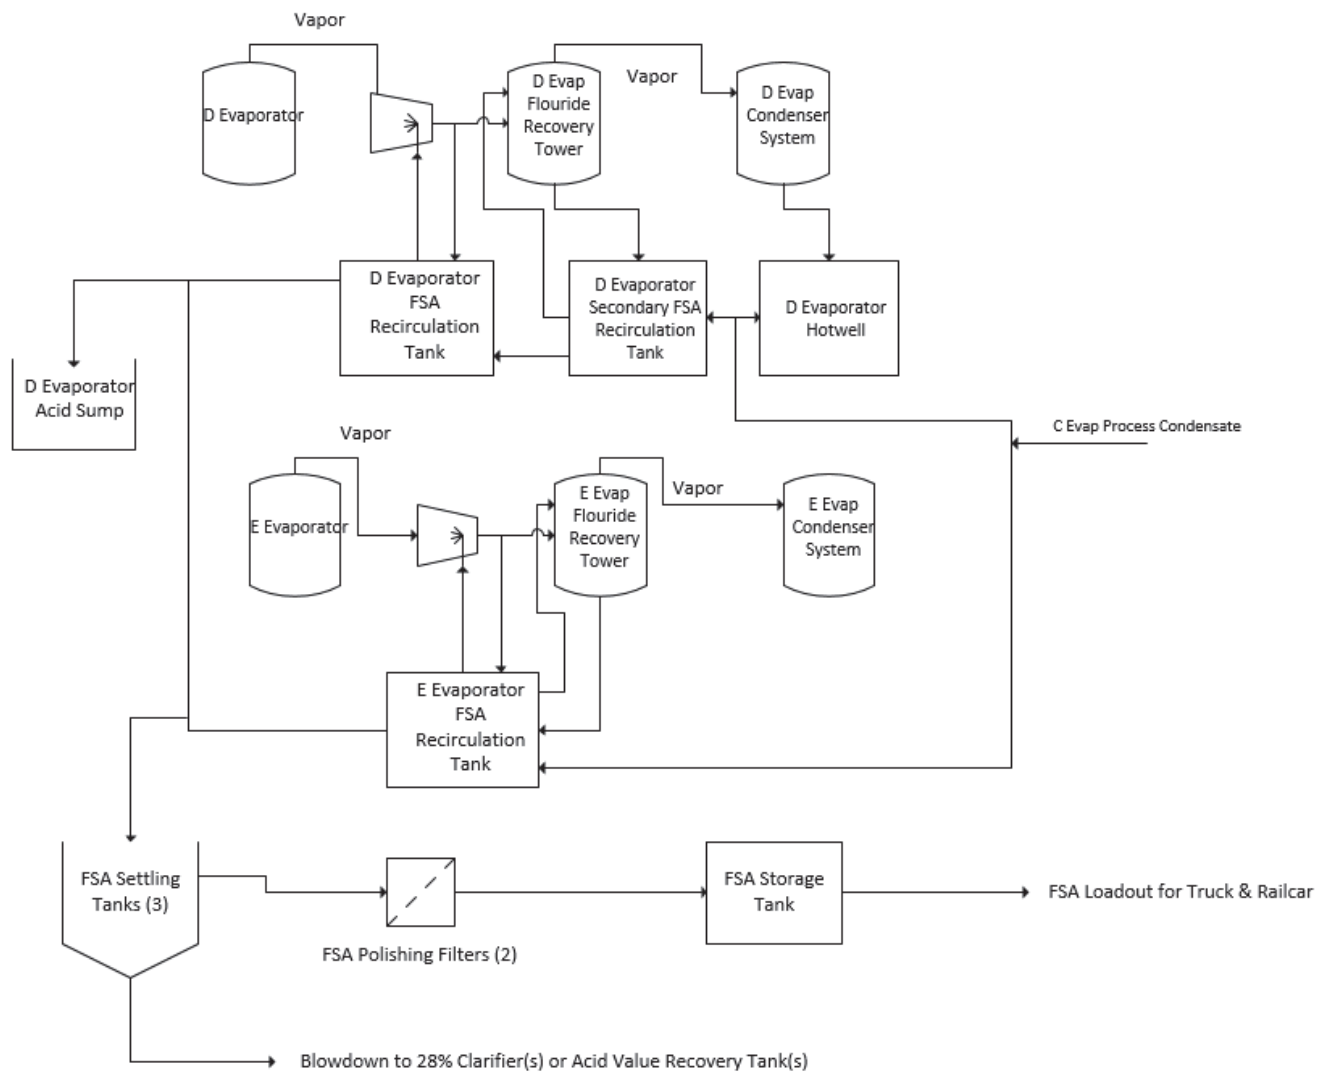 Vapor
D Evaporator
D Evap
Flouride
Recovery
Tower
Vapor
D Evap
Condenser
System
D Evaporator
FSA
Recirculation
Tank
D Evaporator
Secondary FSA
Recirculation
Tank
D Evaporator
Hotwell
D Evaporator
Acid Sump
C Evap Process Condensate
Vapor
E Evaporator
E Evap
Flouride
Recovery
Tower
Vapor
E Evap
Condenser
System
E Evaporator
FSA
Recirculation
Tank
FSA Settling
Tanks (3)
FSA Polishing Filters (2)
FSA Storage
Tank
FSA Loadout for Truck & Railcar
Blowdown to 28% Clarifier(s) or Acid Value Recovery Tank(s)